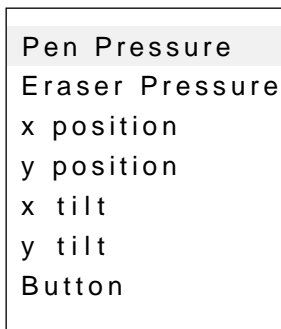 Pen Pressure
Eraser Pressure
x position
y position
x tilt
y tilt
Button